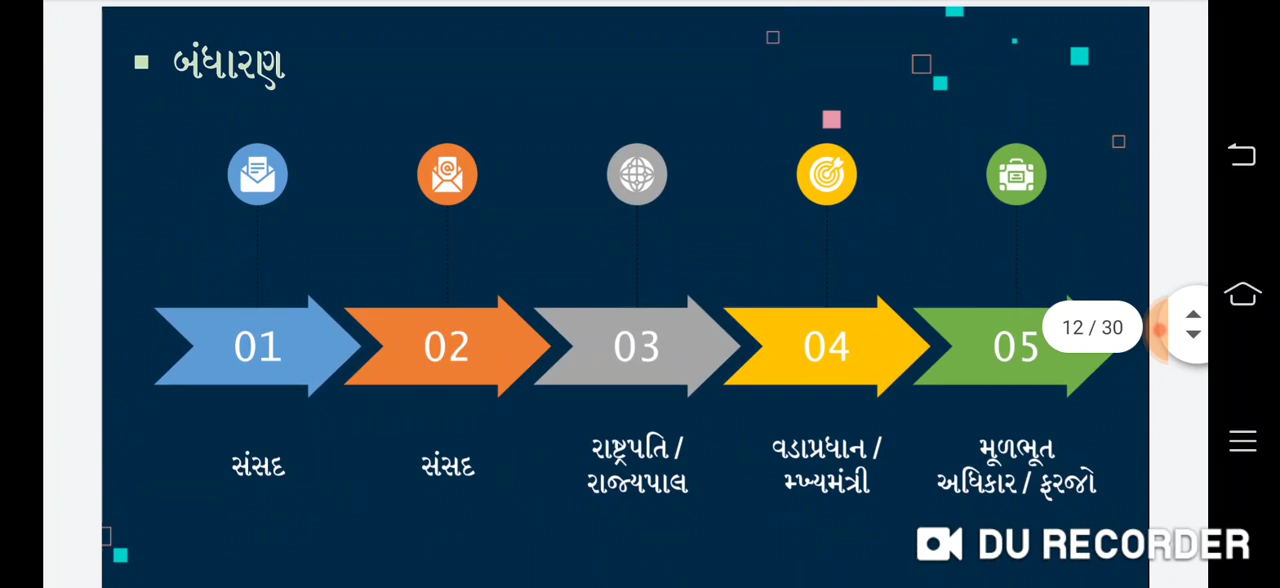 બંધારણ
01
02
03
04
05
12 / 30
સંસદ
સંસદ
રાષ્ટ્રપતિ /
રાજ્યપાલ
વડાપ્રધાન /
મ્ખ્યમંત્રી
મૂળભૂત
અધિકાર / ફરજો
DU RECORDER